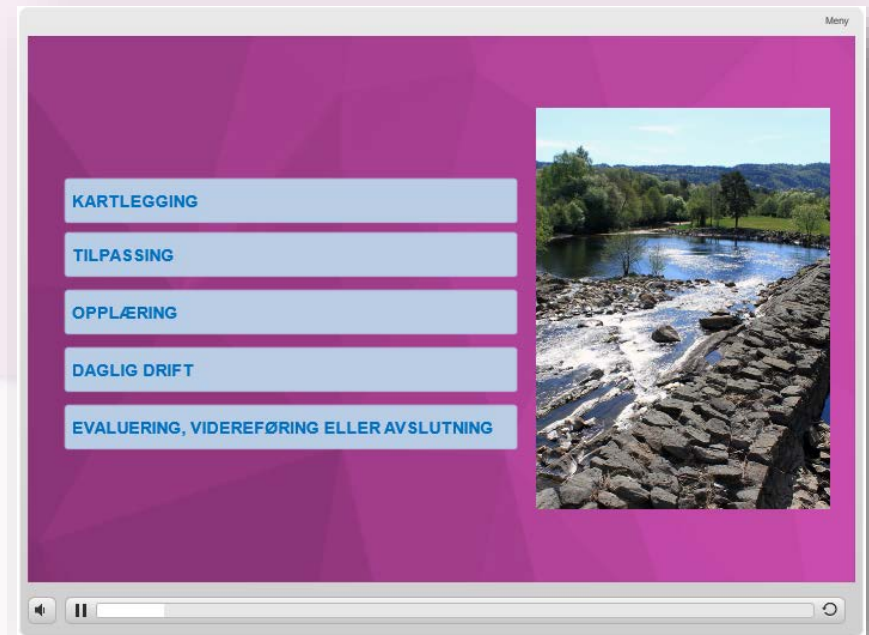 Meny
KARTLEGGING
TILPASSING
OPPLÆRING
DAGLIG DRIFT
EVALUERING, VIDEREFØRING ELLER AVSLUTNING